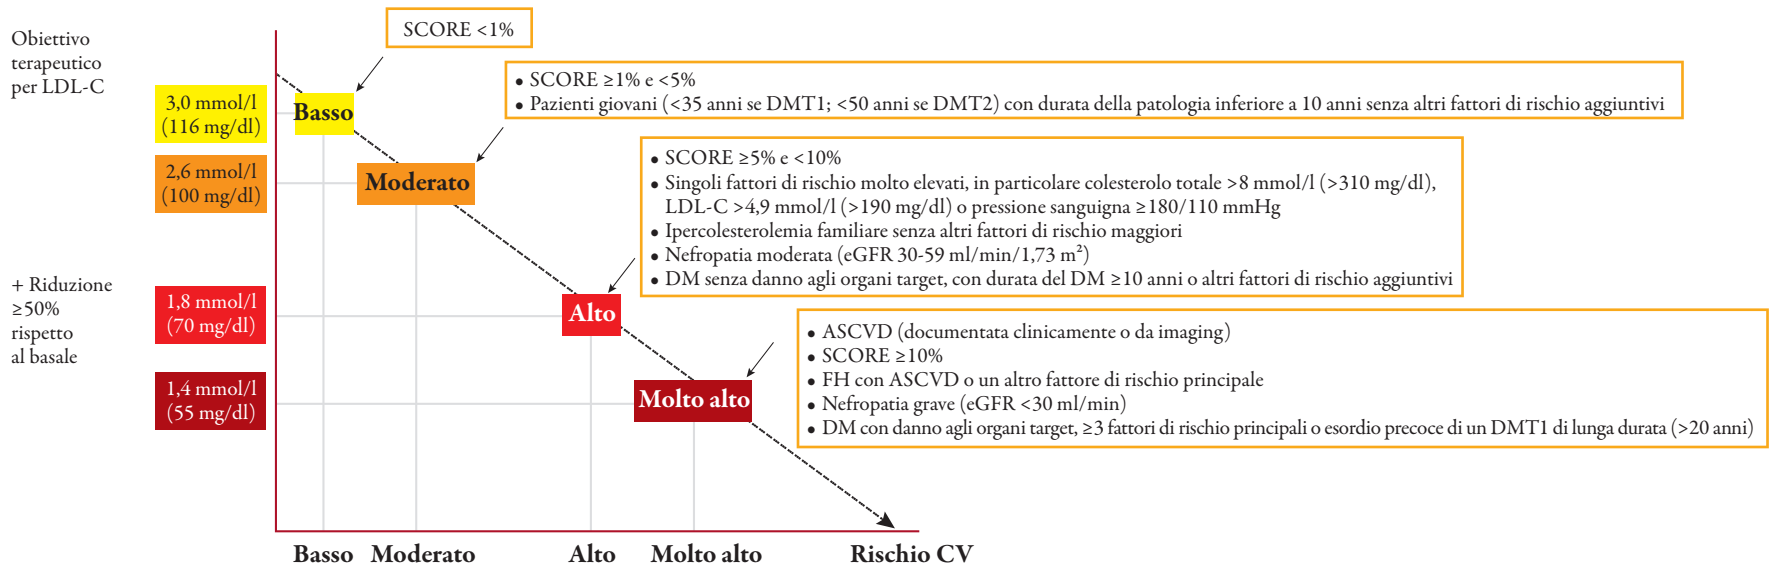 Obiettivo
terapeutico
per LDL-C
SCORE <1%
3,0 mmol/l
(116 mg/dl)
Basso
• SCORE ≥1% e <5%
• Pazienti giovani (<35 anni se DMT1; <50 anni se DMT2) con durata della patologia inferiore a 10 anni senza altri fattori di rischio aggiuntivi
2,6 mmol/l
(100 mg/dl)
Moderato
• SCORE ≥5% e <10%
• Singoli fattori di rischio molto elevati, in particolare colesterolo totale >8 mmol/l (>310 mg/dl),
LDL-C >4,9 mmol/l (>190 mg/dl) o pressione sanguigna ≥180/110 mmHg
• Ipercolesterolemia familiare senza altri fattori di rischio maggiori
• Nefropatia moderata (eGFR 30-59 ml/min/1,73 m²)
• DM senza danno agli organi target, con durata del DM ≥10 anni o altri fattori di rischio aggiuntivi
+ Riduzione
≥50%
rispetto
al basale
1,8 mmol/l
(70 mg/dl)
Alto
• ASCVD (documentata clinicamente o da imaging)
• SCORE ≥10%
• FH con ASCVD o un altro fattore di rischio principale
• Nefropatia grave (eGFR <30 ml/min)
• DM con danno agli organi target, ≥3 fattori di rischio principali o esordio precoce di un DMT1 di lunga durata (>20 anni)
1,4 mmol/l
(55 mg/dl)
Molto alto
Basso Moderato Alto Molto alto Rischio CV